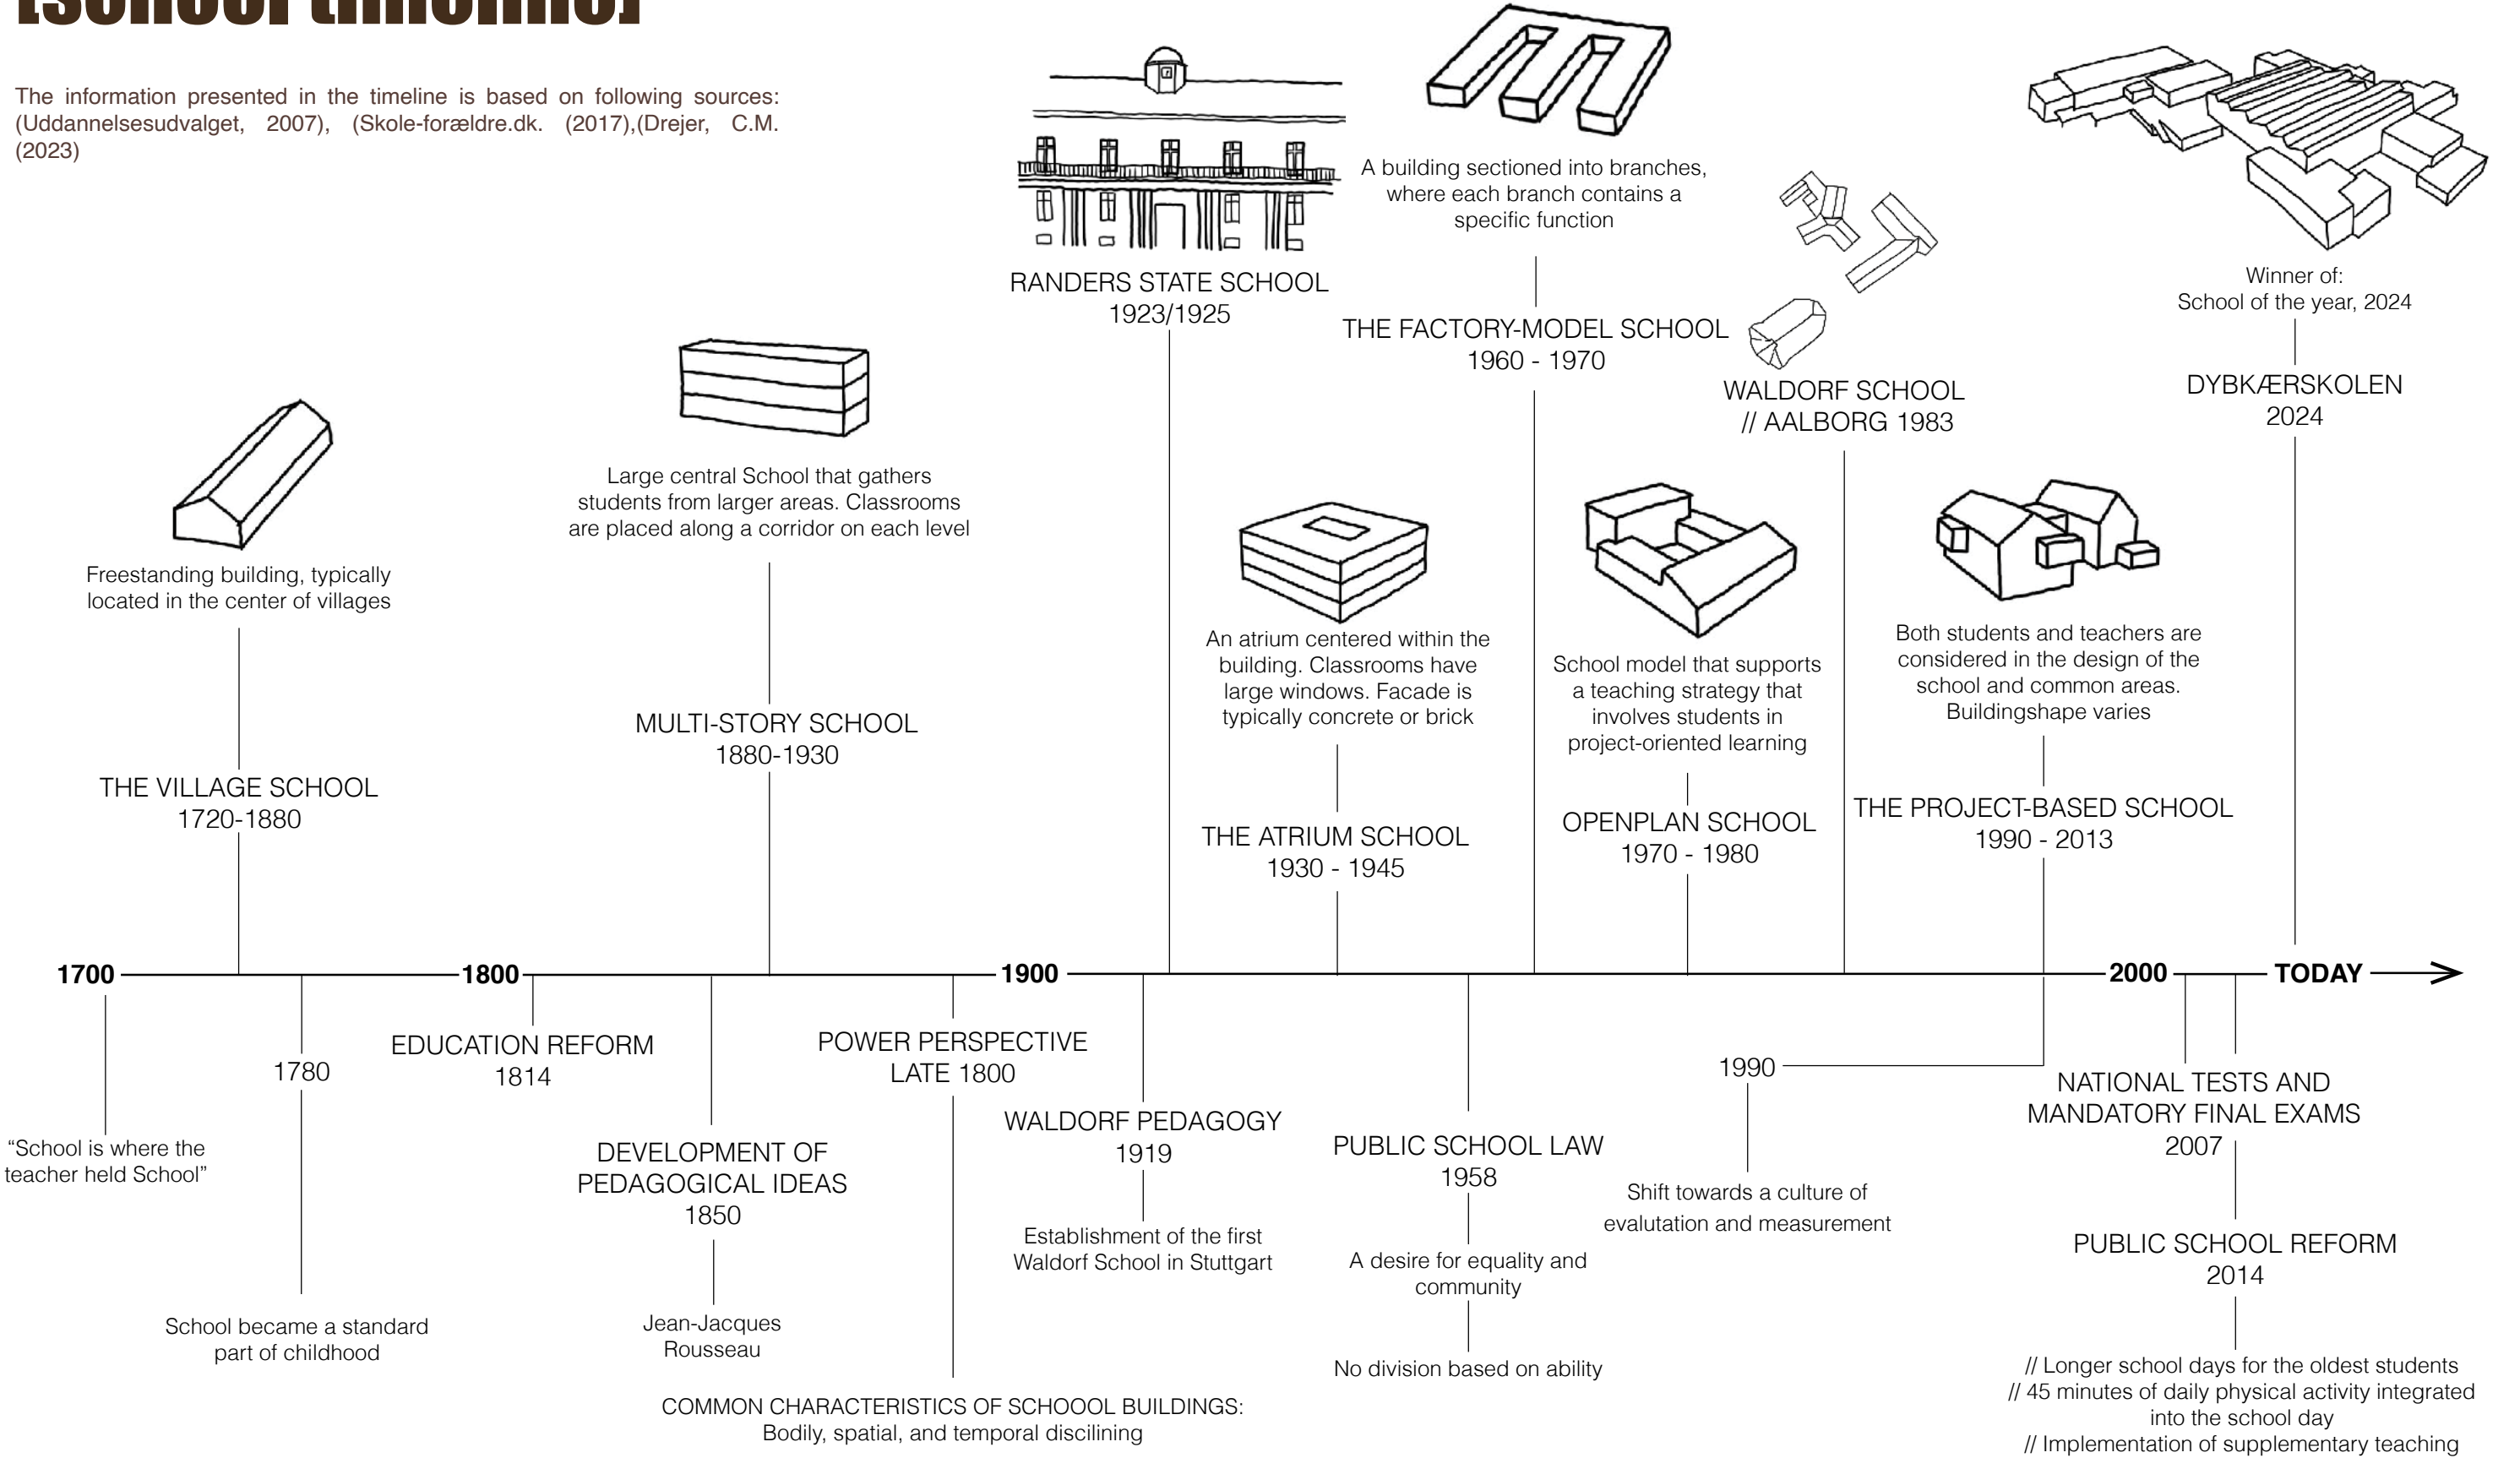 [school timeline]
The information presented in the timeline is based on following sources:
(Uddannelsesudvalget, 2007), (Skole-forældre.dk. (2017),(Drejer, C.M.
(2023)
A building sectioned into branches,
where each branch contains a
specific function
RANDERS STATE SCHOOL
1923/1925
Winner of:
School of the year, 2024
THE FACTORY-MODEL SCHOOL
1960 - 1970
WALDORF SCHOOL
// AALBORG 1983
DYBKÆRSKOLEN
2024
Large central School that gathers
students from larger areas. Classrooms
are placed along a corridor on each level
Freestanding building, typically
located in the center of villages
An atrium centered within the
building. Classrooms have
large windows. Facade is
typically concrete or brick
School model that supports
a teaching strategy that
involves students in
project-oriented learning
Both students and teachers are
considered in the design of the
school and common areas.
Buildingshape varies
MULTI-STORY SCHOOL
1880-1930
THE VILLAGE SCHOOL
1720-1880
THE ATRIUM SCHOOL
1930 - 1945
OPENPLAN SCHOOL
1970 - 1980
THE PROJECT-BASED SCHOOL
1990 - 2013
1700
1800
1900
2000
TODAY
“School is where the
teacher held School”
1780
School became a standard
part of childhood
EDUCATION REFORM
1814
DEVELOPMENT OF
PEDAGOGICAL IDEAS
1850
Jean-Jacques
Rousseau
POWER PERSPECTIVE
LATE 1800
COMMON CHARACTERISTICS OF SCHOOOL BUILDINGS:
Bodily, spatial, and temporal discilining
WALDORF PEDAGOGY
1919
Establishment of the first
Waldorf School in Stuttgart
PUBLIC SCHOOL LAW
1958
A desire for equality and
community
No division based on ability
1990
Shift towards a culture of
evalutation and measurement
NATIONAL TESTS AND
MANDATORY FINAL EXAMS
2007
PUBLIC SCHOOL REFORM
2014
// Longer school days for the oldest students
// 45 minutes of daily physical activity integrated
into the school day
// Implementation of supplementary teaching